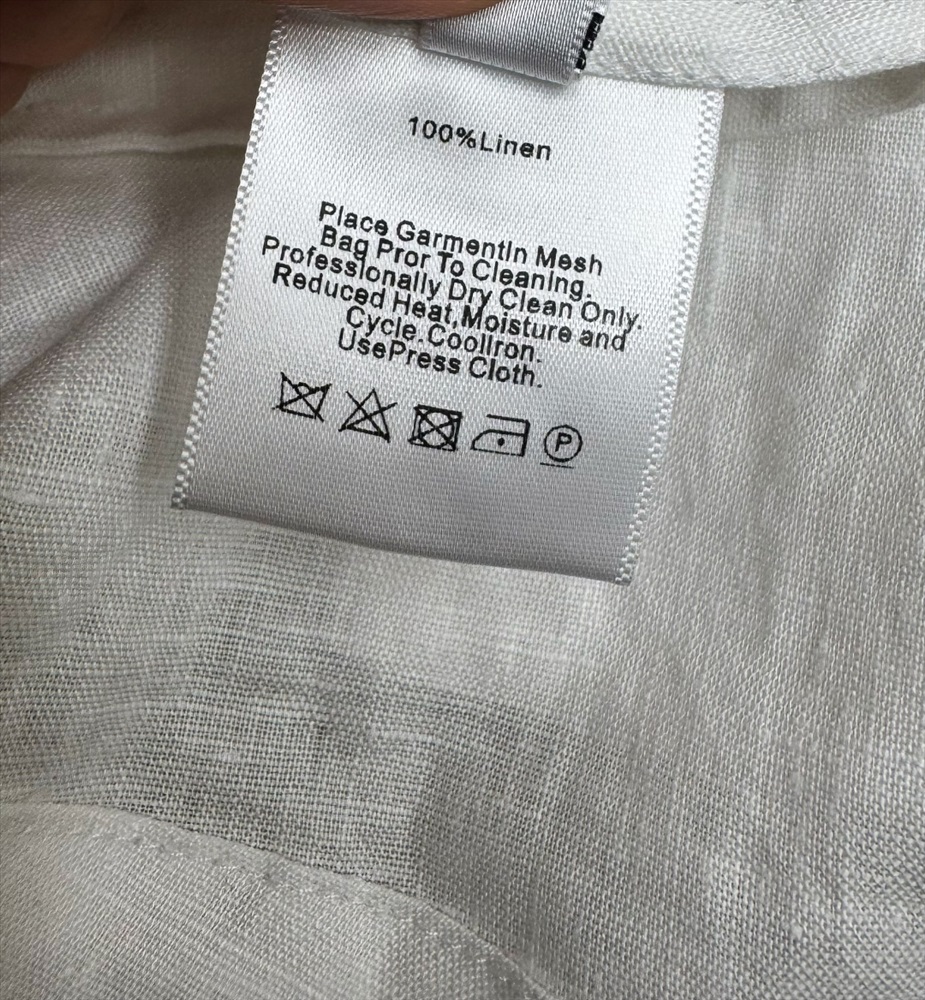 100%Linen
Place GarmentIn Mesh
Bag Pror To Cleaning.
Professionally Dry Clean Only.
Reduced Heat,Moisture and
Cycle.CoolIron.
UsePress Cloth.
P